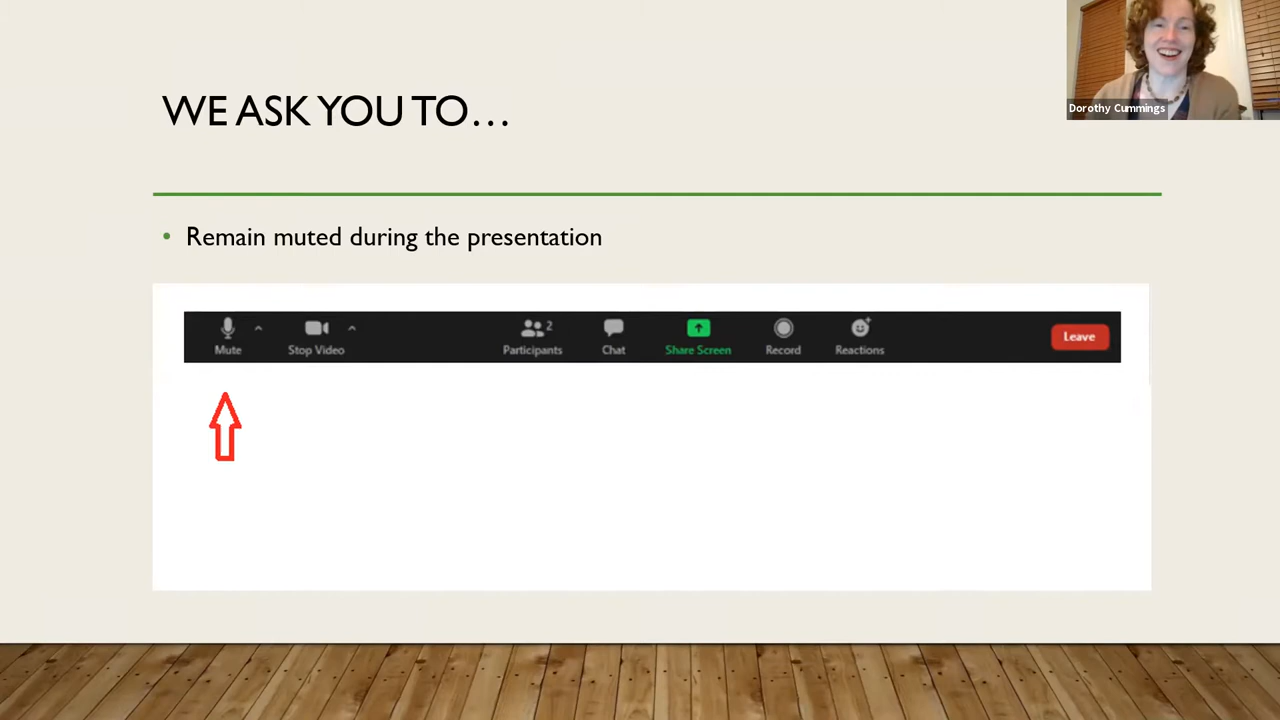 WE ASK YOU TO…
Dorothy Cummings
• Remain muted during the presentation
Mute
Stop Video
2
Participants
Chat
Share Screen
Record
Reactions
Leave